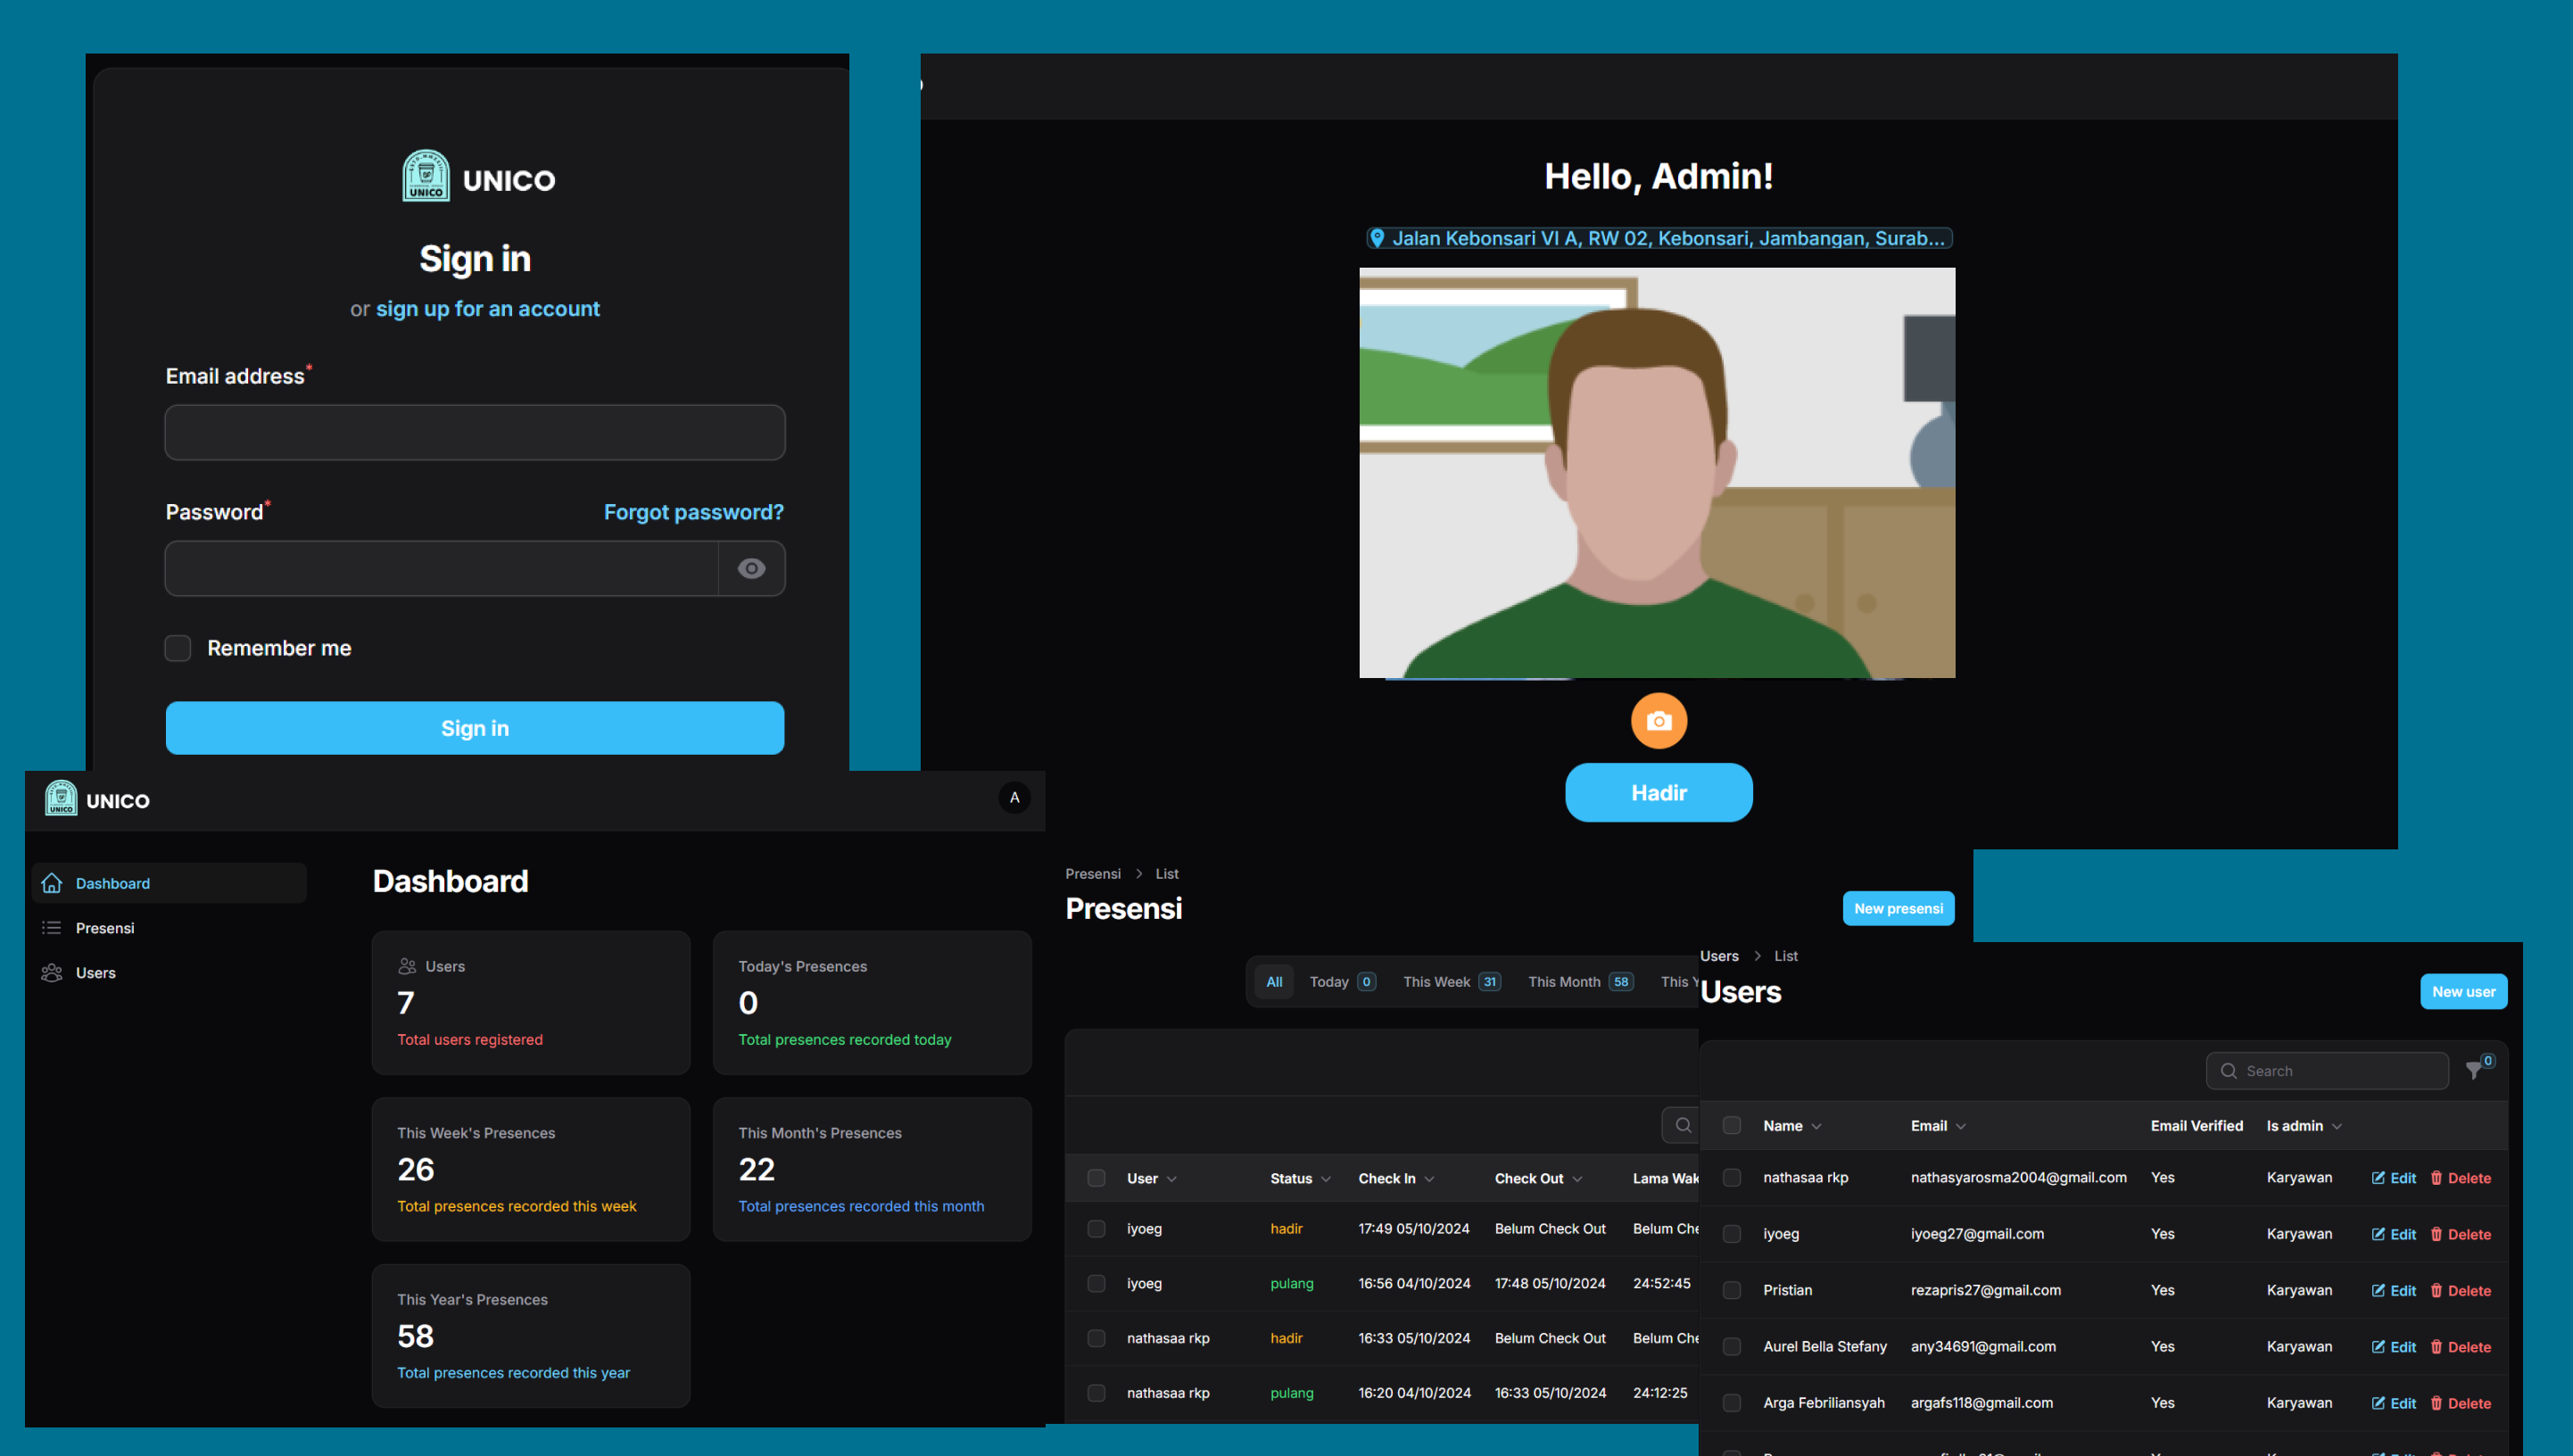 UNICO
UNICO
Sign in
or sign up for an account
Email address*
Password*
Forgot password?
Remember me
Sign in
Hello, Admin!
Jalan Kebonsari VI A, RW 02, Kebonsari, Jambangan, Surab...
Hadir
UNICO
UNICO
A
Dashboard
Presensi
Users
Dashboard
Users
7
Total users registered
Today's Presences
0
Total presences recorded today
This Week's Presences
26
Total presences recorded this week
This Month's Presences
22
Total presences recorded this month
This Year's Presences
58
Total presences recorded this year
Presensi > List
Presensi
New presensi
All Today 0 This Week 31 This Month 58 This Y
User Status Check In Check Out Lama Wak
iyoeg hadir 17:49 05/10/2024 Belum Check Out Belum Che
iyoeg pulang 16:56 04/10/2024 17:48 05/10/2024 24:52:45
nathasaa rkp hadir 16:33 05/10/2024 Belum Check Out Belum Che
nathasaa rkp pulang 16:20 04/10/2024 16:33 05/10/2024 24:12:25
Users > List
Users
New user
Search
0
Name Email Email Verified Is admin
nathasaa rkp nathasyarosma2004@gmail.com Yes Karyawan Edit Delete
iyoeg iyoeg27@gmail.com Yes Karyawan Edit Delete
Pristian rezapris27@gmail.com Yes Karyawan Edit Delete
Aurel Bella Stefany any34691@gmail.com Yes Karyawan Edit Delete
Arga Febriliansyah argafs118@gmail.com Yes Karyawan Edit Delete